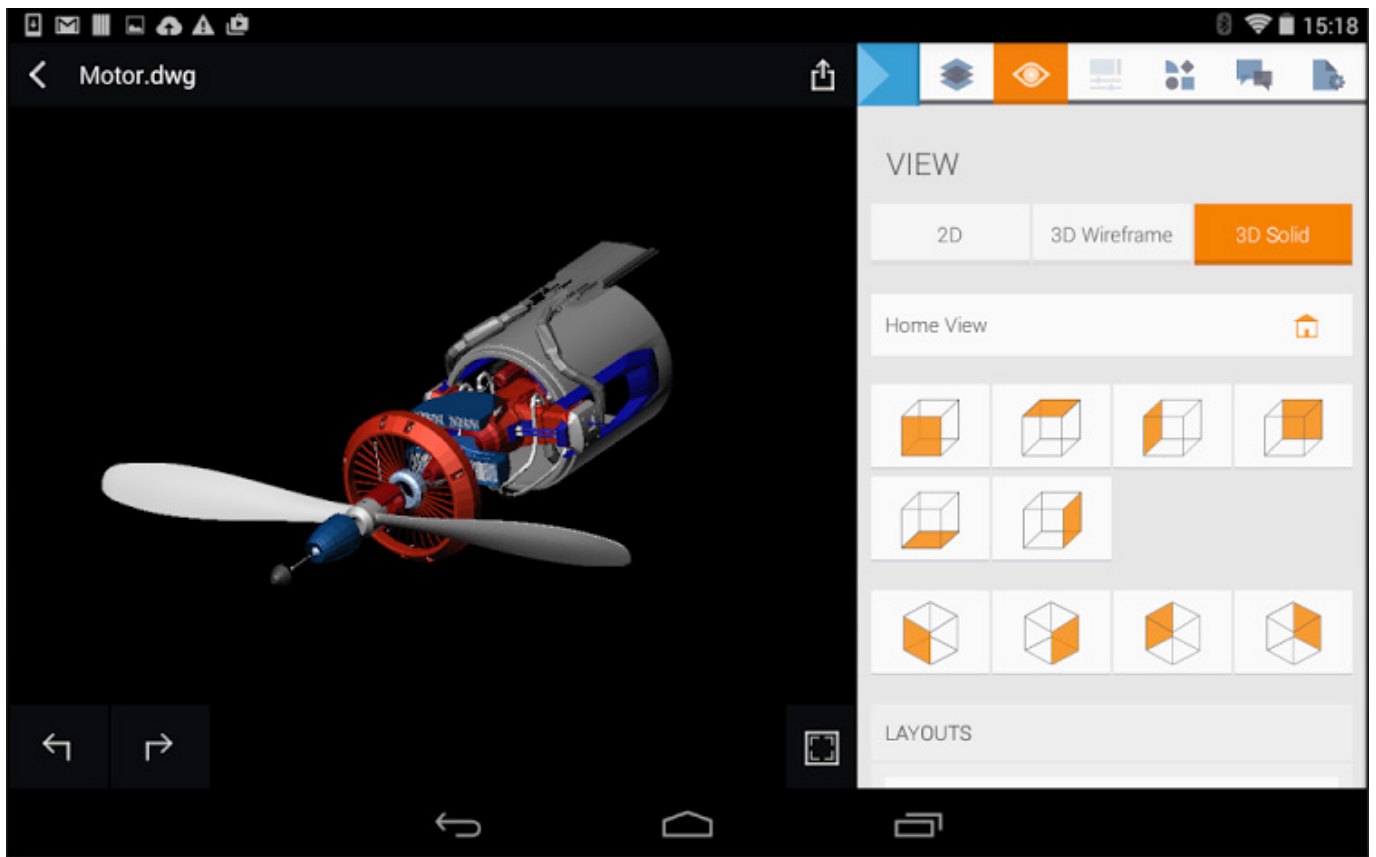 15:18
Motor.dwg
VIEW
2D
3D Wireframe
3D Solid
Home View
LAYOUTS